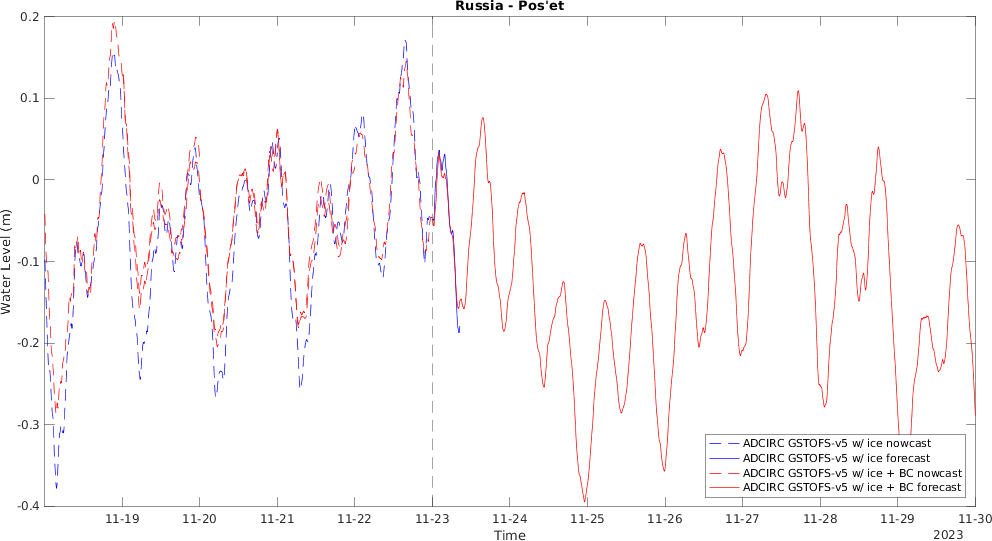 Russia - Pos'et
Water Level (m)
0.2
0.1
0
-0.1
-0.2
-0.3
-0.4
ADCIRC GSTOFS-v5 w/ ice nowcast
ADCIRC GSTOFS-v5 w/ ice forecast
ADCIRC GSTOFS-v5 w/ ice + BC nowcast
ADCIRC GSTOFS-v5 w/ ice + BC forecast
11-19 11-20 11-21 11-22 11-23 11-24 11-25 11-26 11-27 11-28 11-29 11-30
Time
2023